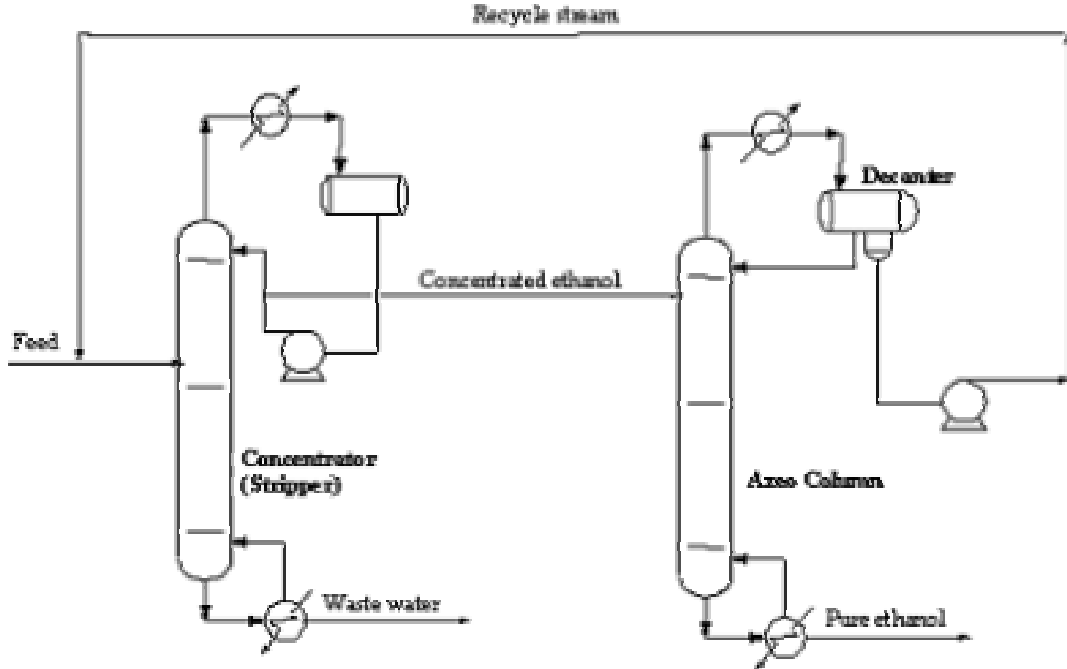 Recycle stream
Decanter
Concentrated ethanol
Feed
Concentrator
(Stripper)
Azeo Column
Waste water
Pure ethanol